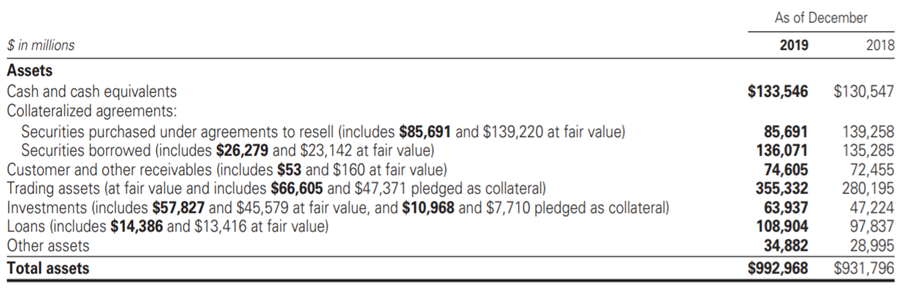 As of December
$ in millions 2019 2018
Assets
Cash and cash equivalents $133,546 $130,547
Collateralized agreements:
Securities purchased under agreements to resell (includes $85,691 and $139,220 at fair value) 85,691 139,258
Securities borrowed (includes $26,279 and $23,142 at fair value) 136,071 135,285
Customer and other receivables (includes $53 and $160 at fair value) 74,605 72,455
Trading assets (at fair value and includes $66,605 and $47,371 pledged as collateral) 355,332 280,195
Investments (includes $57,827 and $45,579 at fair value, and $10,968 and $7,710 pledged as collateral) 63,937 47,224
Loans (includes $14,386 and $13,416 at fair value) 108,904 97,837
Other assets 34,882 28,995
Total assets $992,968 $931,796